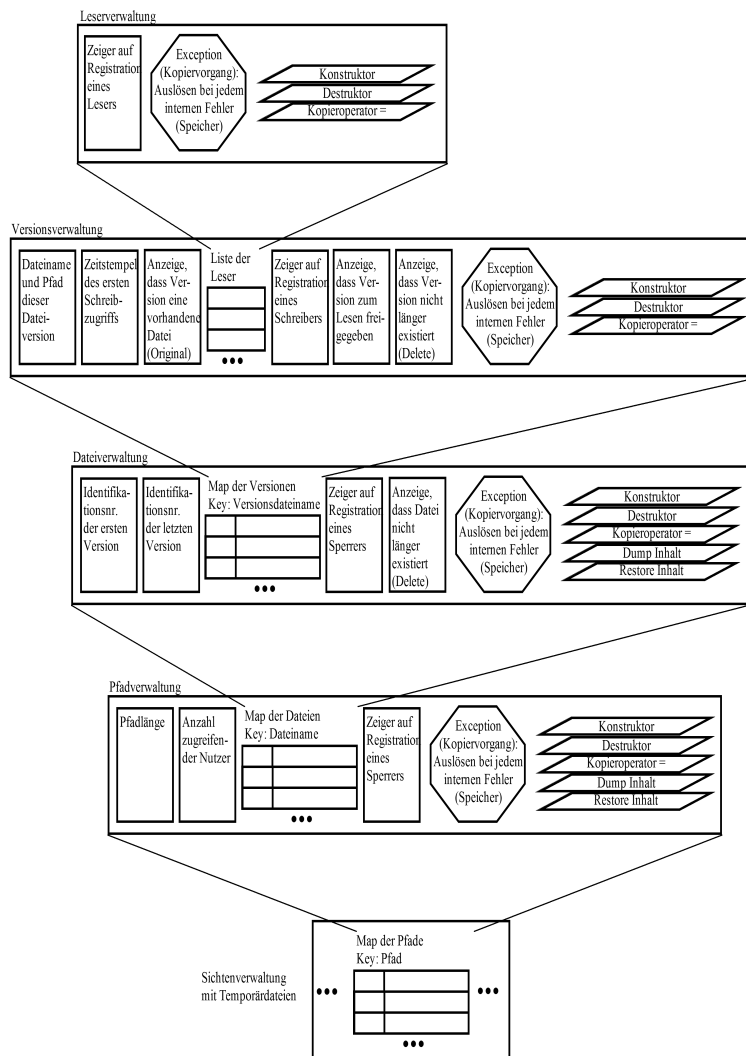 Leserverwaltung
Zeiger auf
Registration
eines
Lesers
Exception
(Kopiervorgang):
Auslösen bei jedem
internen Fehler
(Speicher)
Konstruktor
Destruktor
Kopieroperator =
Versionsverwaltung
Dateiname
und Pfad
dieser
Datei-
version
Zeitstempel
des ersten
Schreib-
zugriffs
Anzeige,
dass Ver-
sion eine
vorhandene
Datei
(Original)
Liste der
Leser
•••
Zeiger auf
Registration
eines
Schreibers
Anzeige,
dass Ver-
sion zum
Lesen frei-
gegeben
Anzeige,
dass Ver-
sion nicht
länger
existiert
(Delete)
Exception
(Kopiervorgang):
Auslösen bei jedem
internen Fehler
(Speicher)
Konstruktor
Destruktor
Kopieroperator =
Dateiverwaltung
Identifika-
tionsnr.
der ersten
Version
Identifika-
tionsnr.
der letzten
Version
Map der Versionen
Key: Versionsdateiname
•••
Zeiger auf
Registration
eines
Sperrers
Anzeige,
dass Datei
nicht
länger
existiert
(Delete)
Exception
(Kopiervorgang):
Auslösen bei jedem
internen Fehler
(Speicher)
Konstruktor
Destruktor
Kopieroperator =
Dump Inhalt
Restore Inhalt
Pfadverwaltung
Pfadlänge
Anzahl
zugreifen-
der Nutzer
Map der Dateien
Key: Dateiname
•••
Zeiger auf
Registration
eines
Sperrers
Exception
(Kopiervorgang):
Auslösen bei jedem
internen Fehler
(Speicher)
Konstruktor
Destruktor
Kopieroperator =
Dump Inhalt
Restore Inhalt
Sichtenverwaltung
mit Temporärdateien
•••
Map der Pfade
Key: Pfad
•••
•••